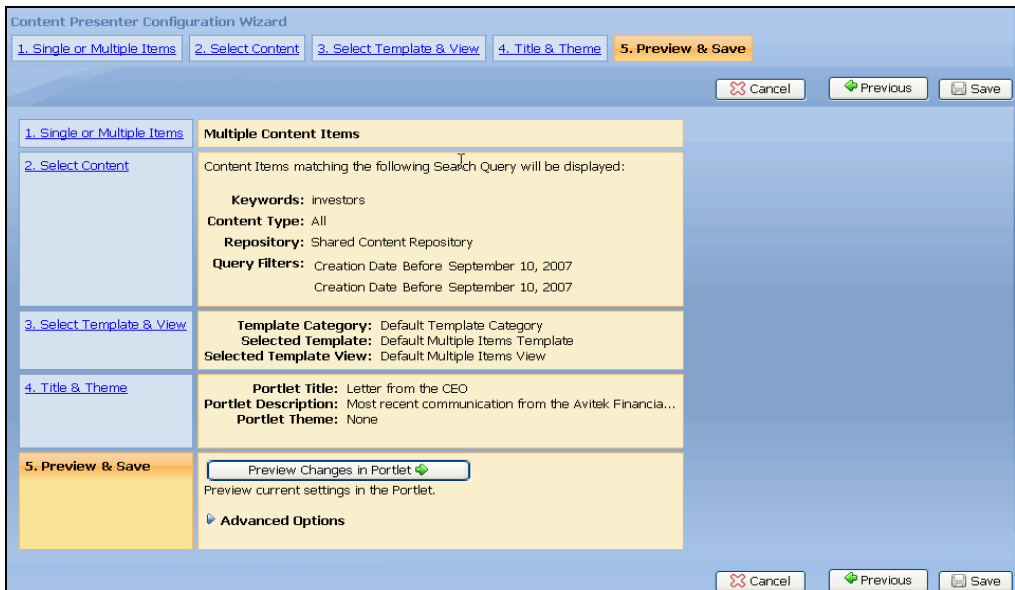 Content Presenter Configuration Wizard
1. Single or Multiple Items 2. Select Content 3. Select Template & View 4. Title & Theme 5. Preview & Save
Cancel Previous Save
1. Single or Multiple Items Multiple Content Items
2. Select Content Content Items matching the following Search Query will be displayed:
Keywords: investors
Content Type: All
Repository: Shared Content Repository
Query Filters: Creation Date Before September 10, 2007
Creation Date Before September 10, 2007
3. Select Template & View Template Category: Default Template Category
Selected Template: Default Multiple Items Template
Selected Template View: Default Multiple Items View
4. Title & Theme Portlet Title: Letter from the CEO
Portlet Description: Most recent communication from the Avitek Financia...
Portlet Theme: None
5. Preview & Save Preview Changes in Portlet
Preview current settings in the Portlet.
Advanced Options
Cancel Previous Save